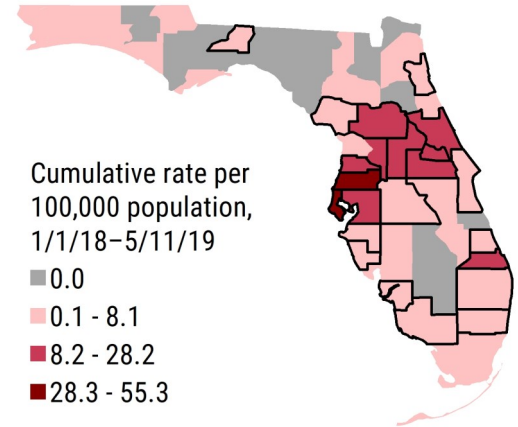 Cumulative rate per
100,000 population,
1/1/18–5/11/19
0.0
0.1 - 8.1
8.2 - 28.2
28.3 - 55.3